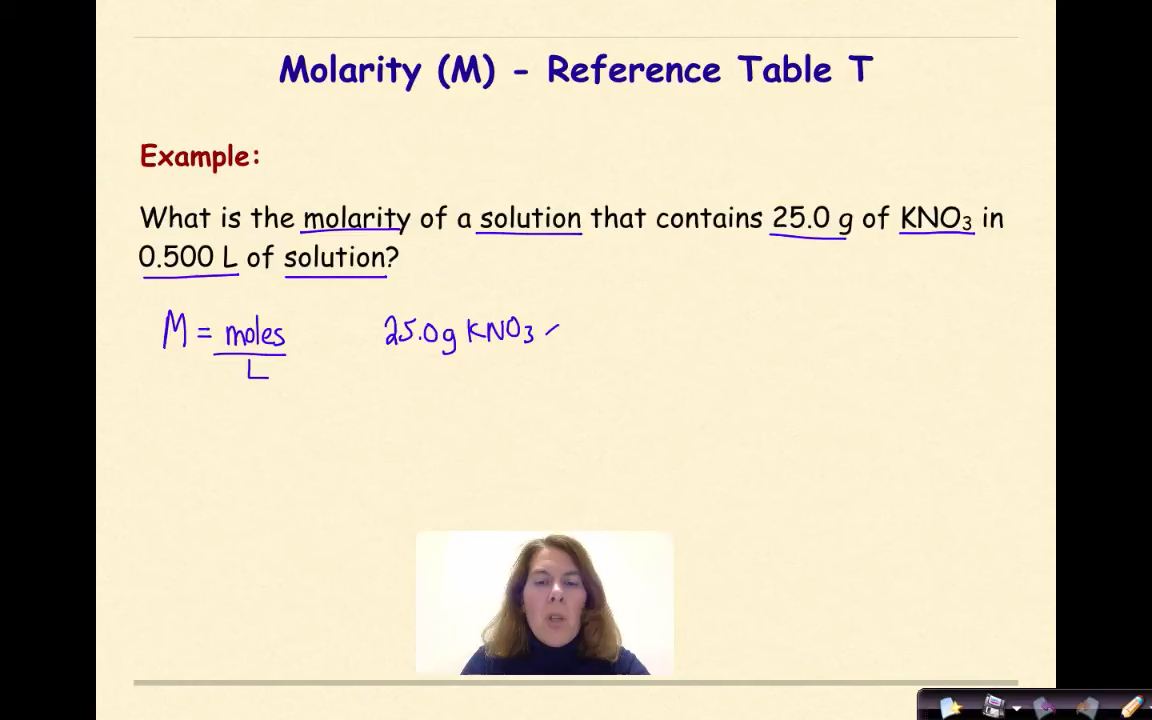 Molarity (M) - Reference Table T
Example:
What is the molarity of a solution that contains 25.0 g of KNO₃ in
0.500 L of solution?
M = moles
L
25.0g KNO₃